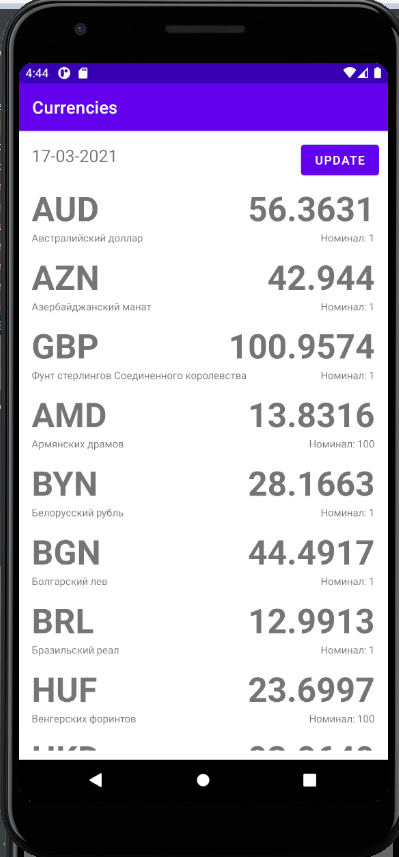 4:44
Currencies
17-03-2021 UPDATE
AUD 56.3631
Австралийский доллар Номинал: 1
AZN 42.944
Азербайджанский манат Номинал: 1
GBP 100.9574
Фунт стерлингов Соединенного королевства Номинал: 1
AMD 13.8316
Армянских драмов Номинал: 100
BYN 28.1663
Белорусский рубль Номинал: 1
BGN 44.4917
Болгарский лев Номинал: 1
BRL 12.9913
Бразильский реал Номинал: 1
HUF 23.6997
Венгерских форинтов Номинал: 100